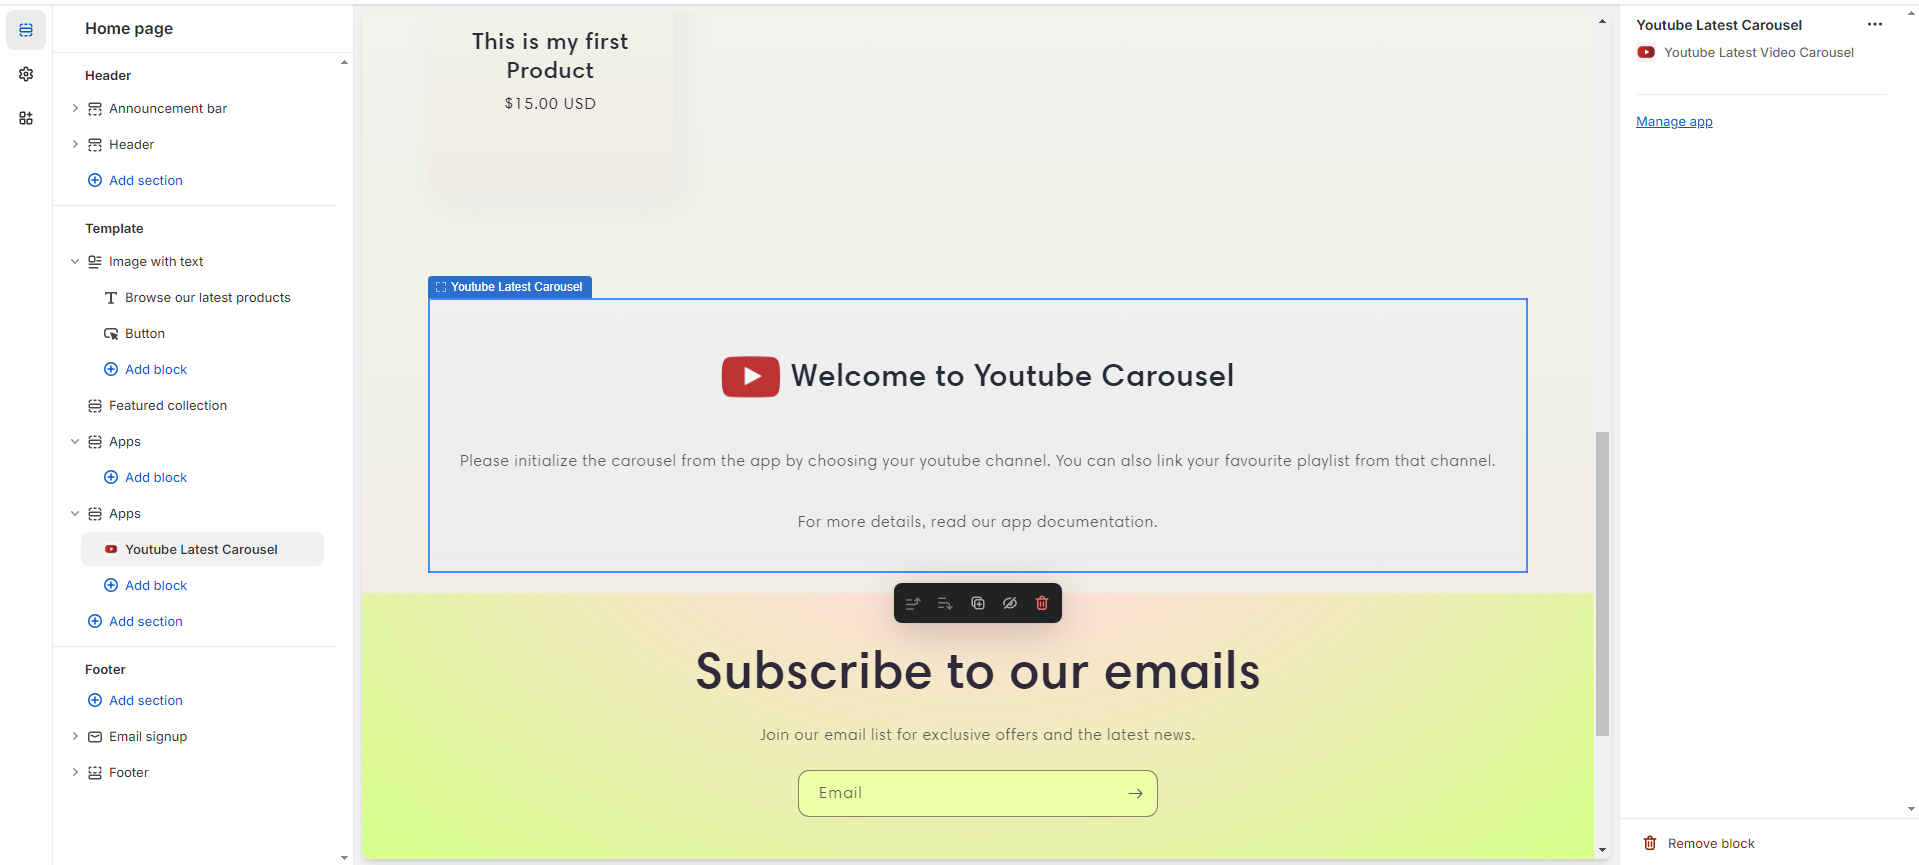 Home page
Header
Announcement bar
Header
Add section
Template
Image with text
Browse our latest products
Button
Add block
Featured collection
Apps
Add block
Apps
Youtube Latest Carousel
Add block
Add section
Footer
Add section
Email signup
Footer
This is my first
Product
$15.00 USD
Youtube Latest Carousel
Welcome to Youtube Carousel
Please initialize the carousel from the app by choosing your youtube channel. You can also link your favourite playlist from that channel.
For more details, read our app documentation.
Subscribe to our emails
Join our email list for exclusive offers and the latest news.
Email
Youtube Latest Carousel
Youtube Latest Video Carousel
Manage app
Remove block